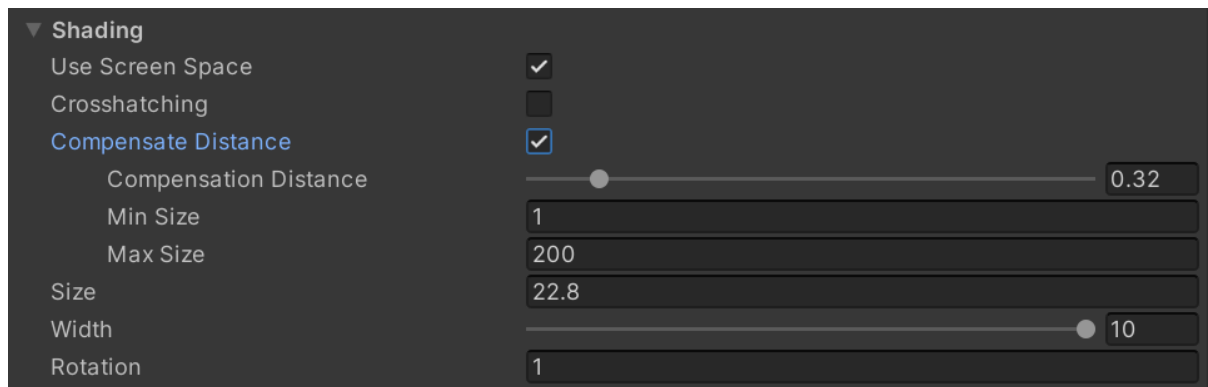 Shading
Use Screen Space
Crosshatching
Compensate Distance
Compensation Distance 0.32
Min Size 1
Max Size 200
Size 22.8
Width 10
Rotation 1